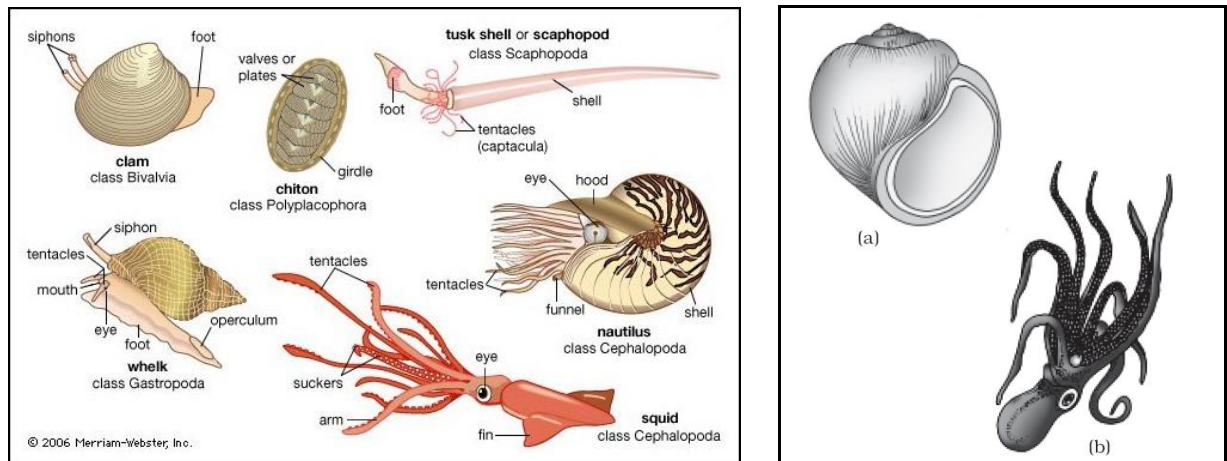 siphons
foot
clam
class Bivalvia
valves or
plates
girdle
chiton
class Polyplacophora
tusk shell or scaphopod
class Scaphopoda
foot
shell
tentacles
(captacula)
siphon
tentacles
mouth
eye
foot
operculum
whelk
class Gastropoda
eye
hood
tentacles
funnel
shell
nautilus
class Cephalopoda
tentacles
suckers
arm
eye
fin
squid
class Cephalopoda
© 2006 Merriam-Webster, Inc.
(a)
(b)